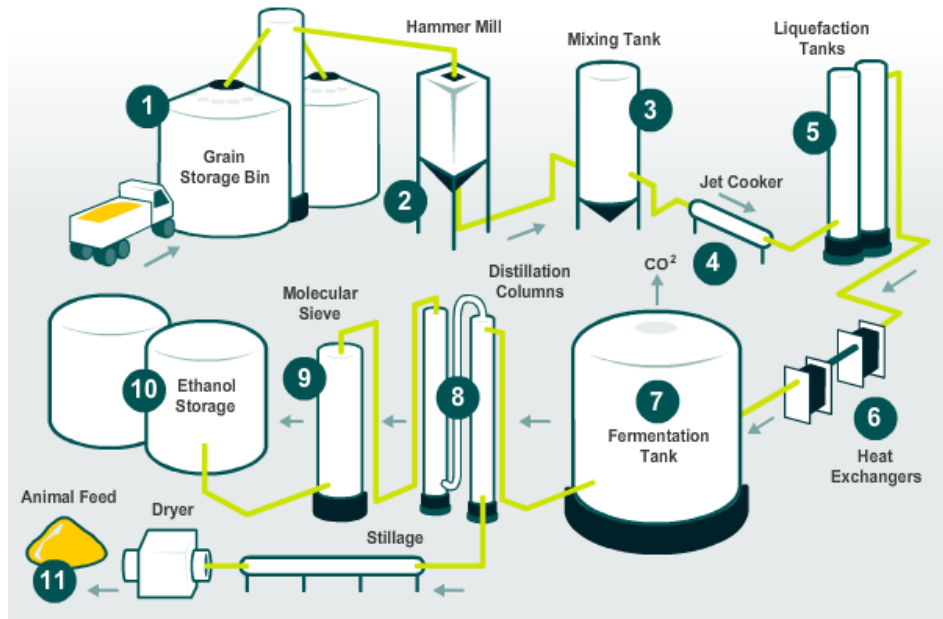 1
Grain
Storage Bin
Hammer Mill
2
Mixing Tank
3
Jet Cooker
4
Liquefaction
Tanks
5
6
Heat
Exchangers
CO²
7
Fermentation
Tank
Distillation
Columns
8
Molecular
Sieve
9
10
Ethanol
Storage
Stillage
Dryer
Animal Feed
11